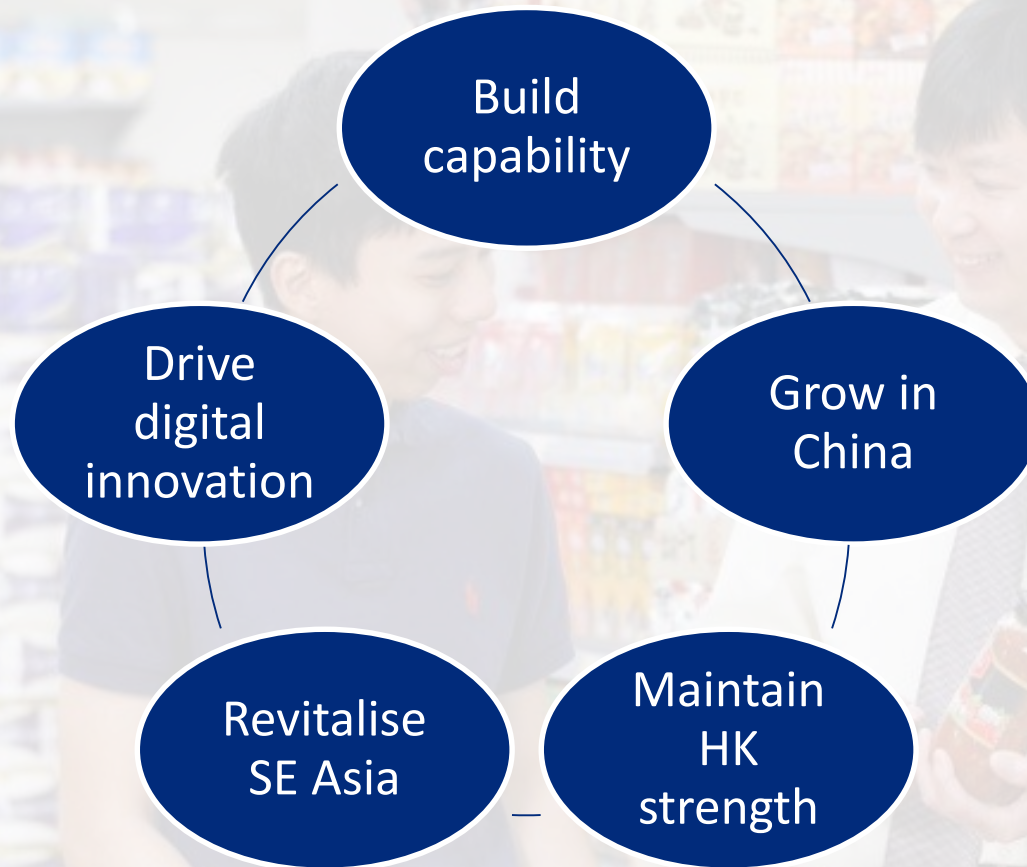 Build
capability
Grow in
China
Maintain
HK
strength
Revitalise
SE Asia
Drive
digital
innovation